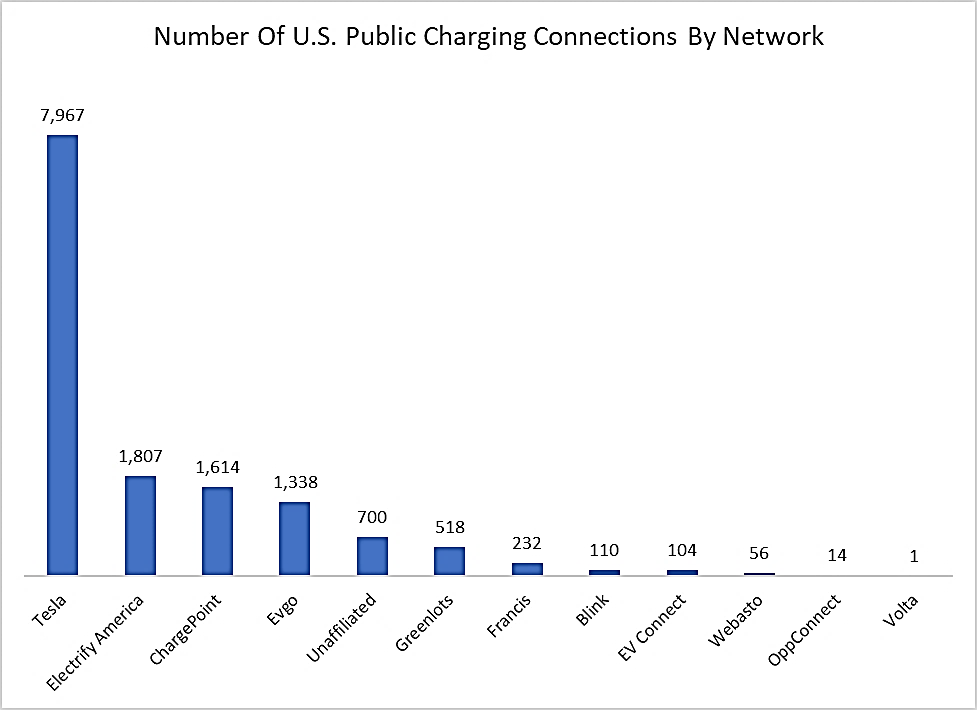 Number Of U.S. Public Charging Connections By Network
7,967
1,807
1,614
1,338
700
518
232
110
104
56
14
1
Tesla
Electrify America
ChargePoint
Evgo
Unaffiliated
Greenlots
Francis
Blink
EV Connect
Webasto
OppConnect
Volta